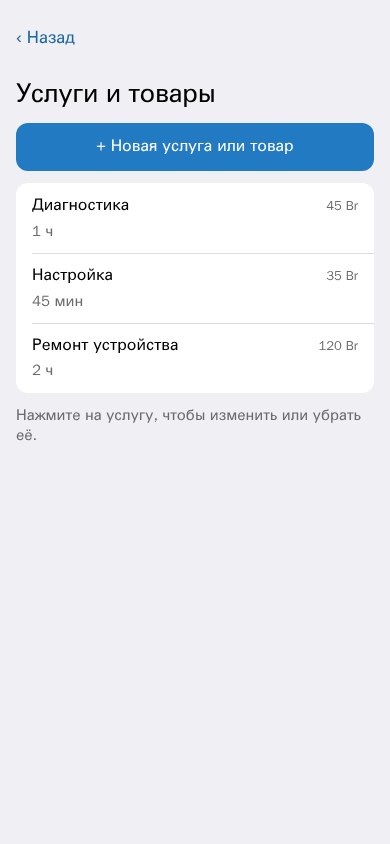 ‹ Назад
Услуги и товары
+ Новая услуга или товар
Диагностика 45 Br
1 ч
Настройка 35 Br
45 мин
Ремонт устройства 120 Br
2 ч
Нажмите на услугу, чтобы изменить или убрать
её.